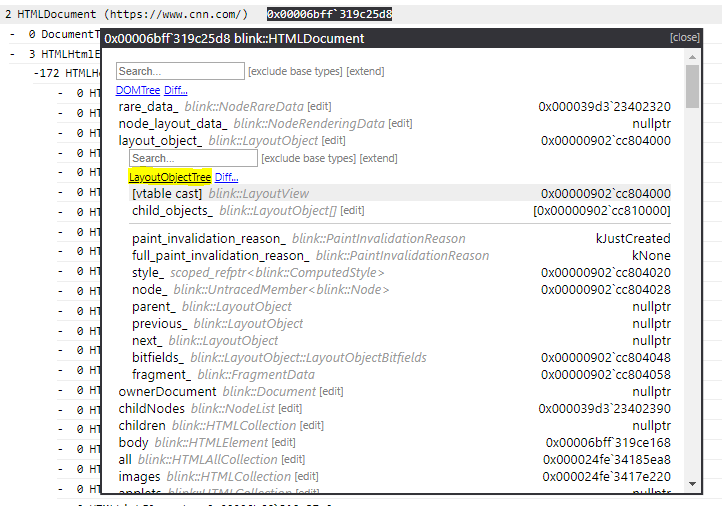 2 HTMLDocument (https://www.cnn.com/) 0x00006bff`319c25d8
- 0 DocumentT
0x00006bff`319c25d8 blink::HTMLDocument [close]
- 3 HTMLHtmlE
-172 HTMLHe
Search... [exclude base types] [extend]
- 0 HT
DOMTree Diff...
- 0 HT
rare_data_ blink::NodeRareData [edit] 0x000039d3`23402320
- 0 HT
node_layout_data_ blink::NodeRenderingData [edit] nullptr
- 0 HT
layout_object_ blink::LayoutObject [edit] 0x00000902`cc804000
- 0 HT
Search... [exclude base types] [extend]
- 0 HT
LayoutObjectTree Diff...
- 0 HT
[vtable cast] blink::LayoutView 0x00000902`cc804000
- 0 HT
child_objects_ blink::LayoutObject[] [edit] [0x00000902`cc810000]
- 0 HT
paint_invalidation_reason_ blink::PaintInvalidationReason kJustCreated
- 0 HT
full_paint_invalidation_reason_ blink::PaintInvalidationReason kNone
- 0 HT
style_ scoped_refptr<blink::ComputedStyle> 0x00000902`cc804020
- 0 HT
node_ blink::UntracedMember<blink::Node> 0x00000902`cc804028
parent_ blink::LayoutObject nullptr
- 0 HT
previous_ blink::LayoutObject nullptr
- 0 HT
next_ blink::LayoutObject nullptr
- 0 HT
bitfields_ blink::LayoutObject::LayoutObjectBitfields 0x00000902`cc804048
- 0 HT
fragment_ blink::FragmentData 0x00000902`cc804058
- 0 HT
ownerDocument blink::Document [edit] nullptr
- 0 HT
childNodes blink::NodeList [edit] 0x000039d3`23402390
- 0 HT
children blink::HTMLCollection [edit] nullptr
- 0 HT
body blink::HTMLElement [edit] 0x00006bff`319ce168
- 0 HT
all blink::HTMLAllCollection [edit] 0x000024fe`34185ea8
- 0 HT
images blink::HTMLCollection [edit] 0x000024fe`3417e220
- 0 HT